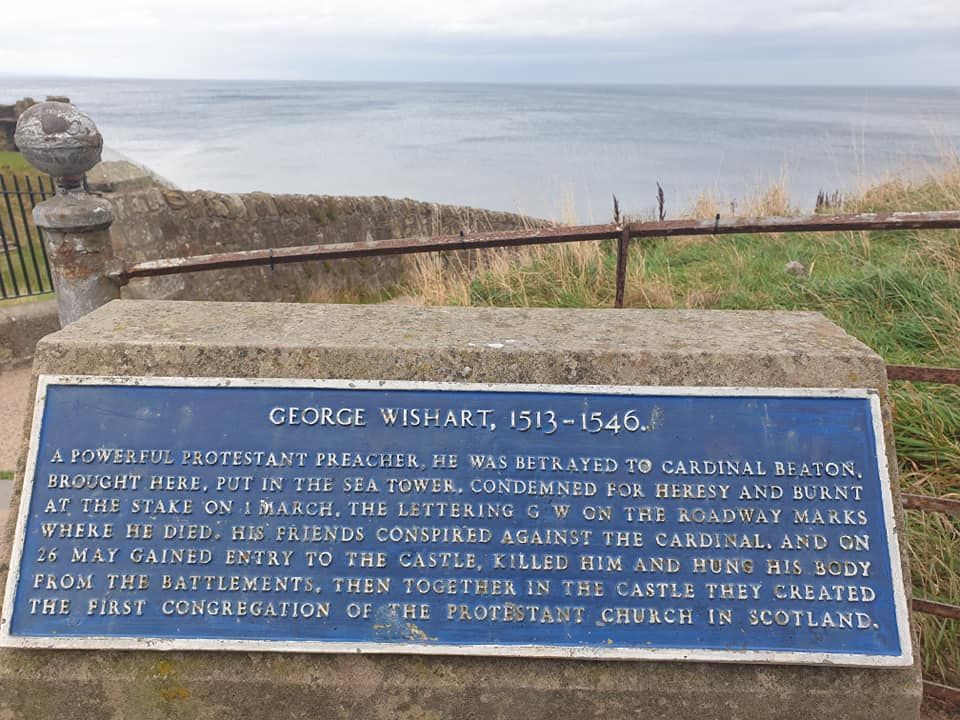 GEORGE WISHART, 1513-1546.
A POWERFUL PROTESTANT PREACHER, HE WAS BETRAYED TO CARDINAL BEATON,
BROUGHT HERE, PUT IN THE SEA TOWER, CONDEMNED FOR HERESY AND BURNT
AT THE STAKE ON 1 MARCH. THE LETTERING G W ON THE ROADWAY MARKS
WHERE HE DIED. HIS FRIENDS CONSPIRED AGAINST THE CARDINAL, AND ON
26 MAY GAINED ENTRY TO THE CASTLE, KILLED HIM AND HUNG HIS BODY
FROM THE BATTLEMENTS, THEN TOGETHER IN THE CASTLE THEY CREATED
THE FIRST CONGREGATION OF THE PROTESTANT CHURCH IN SCOTLAND.